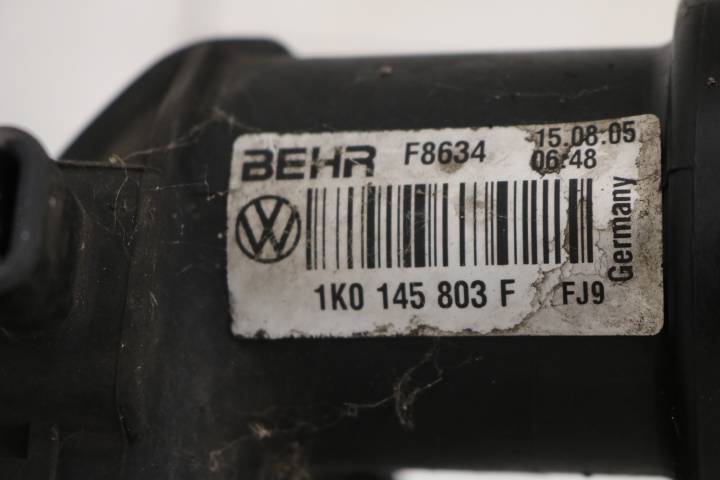 BEHR F8634 15.08.05
06:48
1K0 145 803 F FJ9
Germany